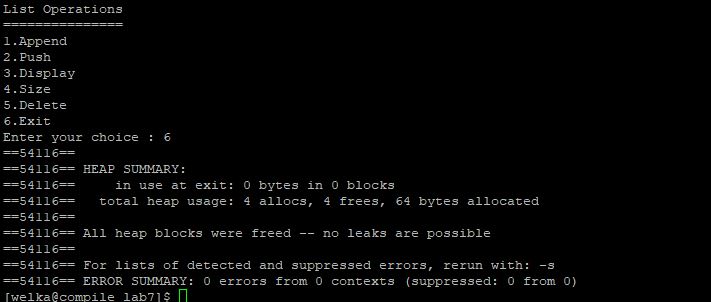 List Operations
===============
1.Append
2.Push
3.Display
4.Size
5.Delete
6.Exit
Enter your choice : 6
==54116==
==54116== HEAP SUMMARY:
==54116==     in use at exit: 0 bytes in 0 blocks
==54116==   total heap usage: 4 allocs, 4 frees, 64 bytes allocated
==54116==
==54116== All heap blocks were freed -- no leaks are possible
==54116==
==54116== For lists of detected and suppressed errors, rerun with: -s
==54116== ERROR SUMMARY: 0 errors from 0 contexts (suppressed: 0 from 0)
[welka@compile lab7]$